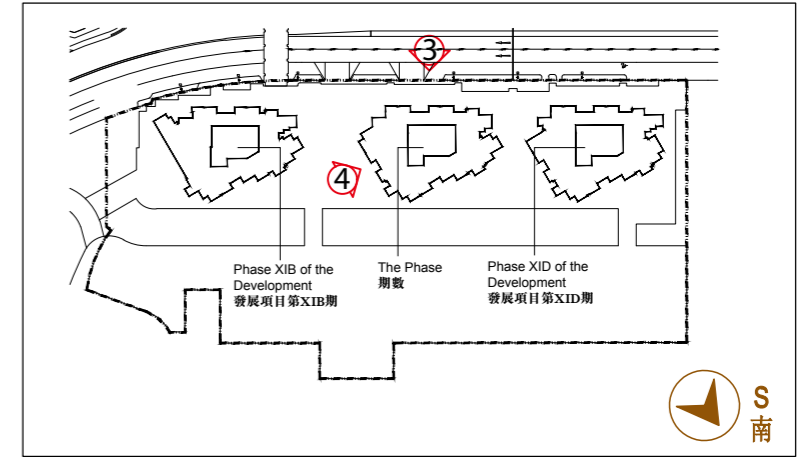 3
4
Phase XIB of the
Development
發展項目第XIB期
The Phase
期數
Phase XID of the
Development
發展項目第XID期
S
南